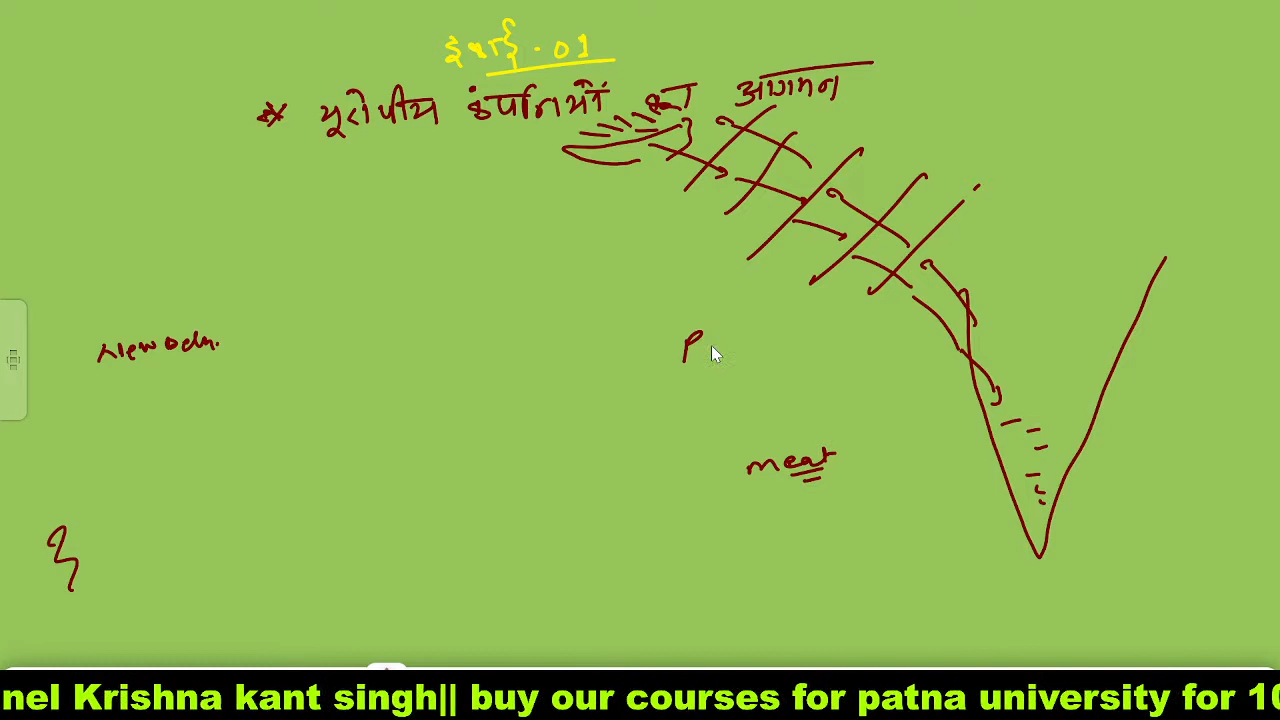 इकाई - 01
* यूरोपीय कंपनियों का आगमन
P
meat
nel Krishna kant singh|| buy our courses for patna university for 10